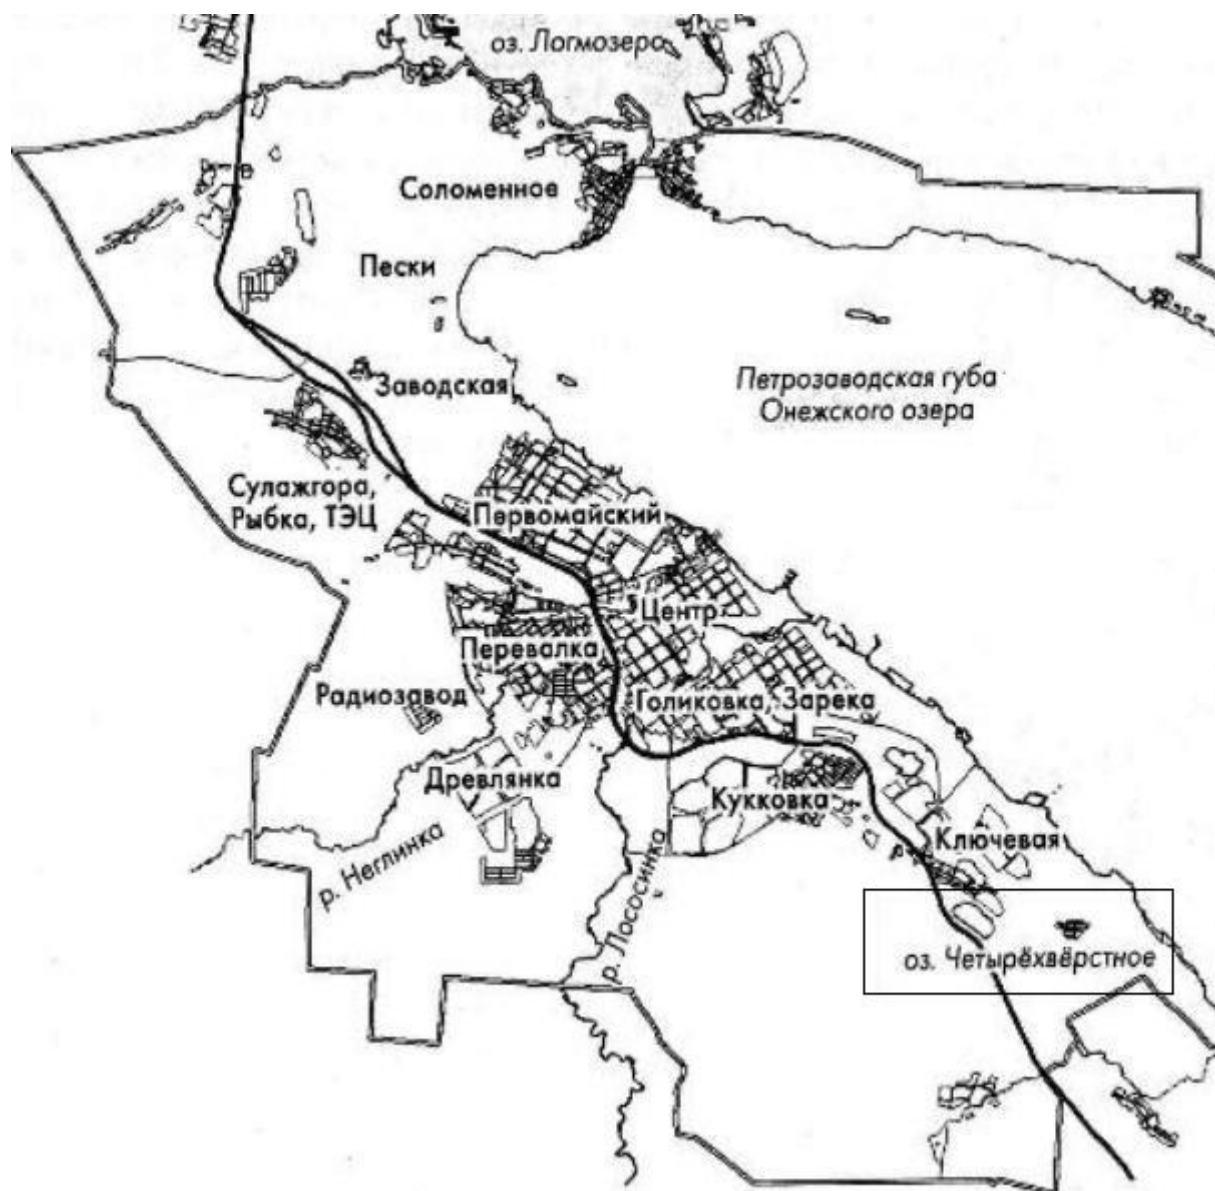 оз. Логмозеро
Соломенное
Пески
Петрозаводская губа
Онежского озера
Заводская
Сулажгора,
Рыбка, ТЭЦ
Первомайский
Центр
Перевалка
Радиозавод
Голиковка, Зарека
Древлянка
Кукковка
Ключевая
р. Неглинка
р. Лососинка
оз. Четырёхвёрстное